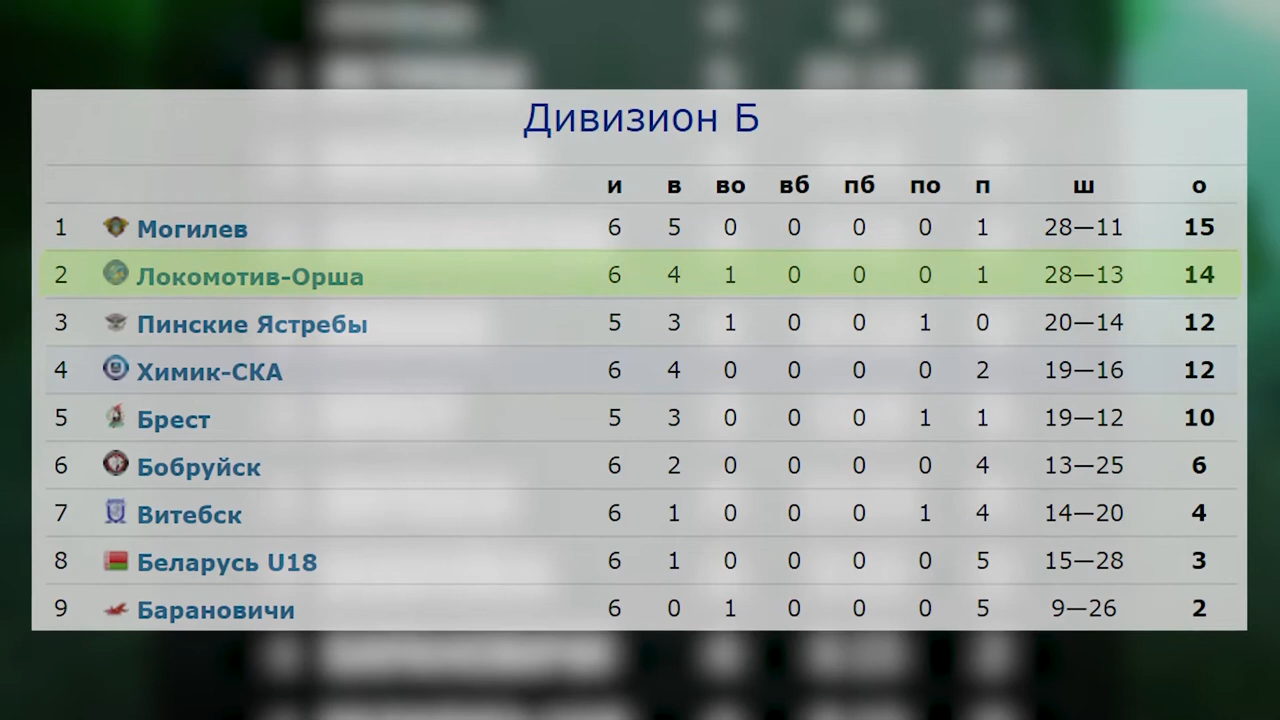 Дивизион Б
и в во вб пб по п ш о
1 Могилев 6 5 0 0 0 0 1 28—11 15
2 Локомотив-Орша 6 4 1 0 0 0 1 28—13 14
3 Пинские Ястребы 5 3 1 0 0 1 0 20—14 12
4 Химик-СКА 6 4 0 0 0 0 2 19—16 12
5 Брест 5 3 0 0 0 1 1 19—12 10
6 Бобруйск 6 2 0 0 0 0 4 13—25 6
7 Витебск 6 1 0 0 0 1 4 14—20 4
8 Беларусь U18 6 1 0 0 0 0 5 15—28 3
9 Барановичи 6 0 1 0 0 0 5 9—26 2